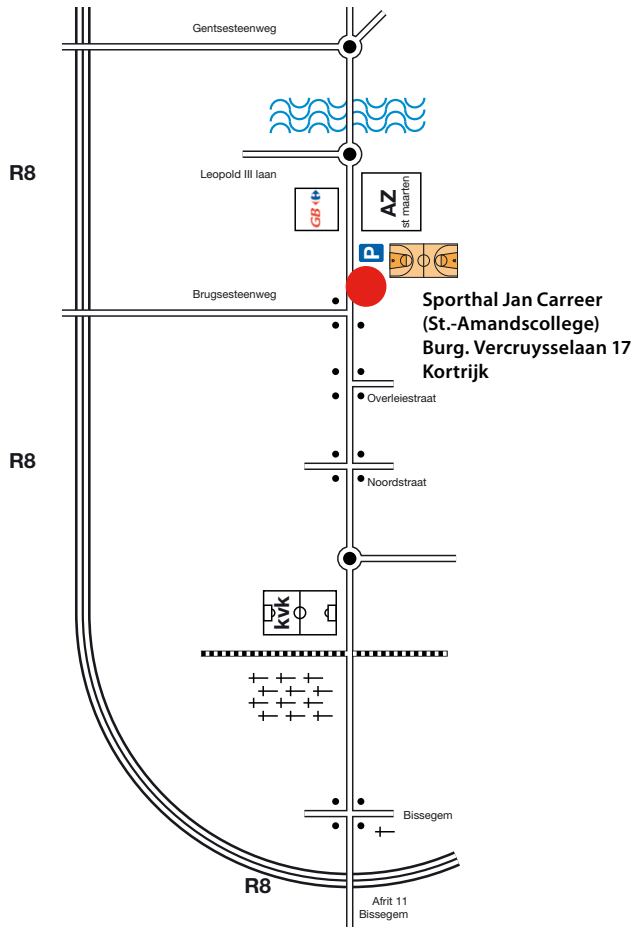 Gentsesteenweg
R8
Leopold III laan
GB
AZ
st maarten
P
Brugsesteenweg
Sporthal Jan Carreer
(St.-Amandscollege)
Burg. Vercruysselaan 17
Kortrijk
Overleiestraat
R8
Noordstraat
kvk
Bissegem
R8
Afrit 11
Bissegem